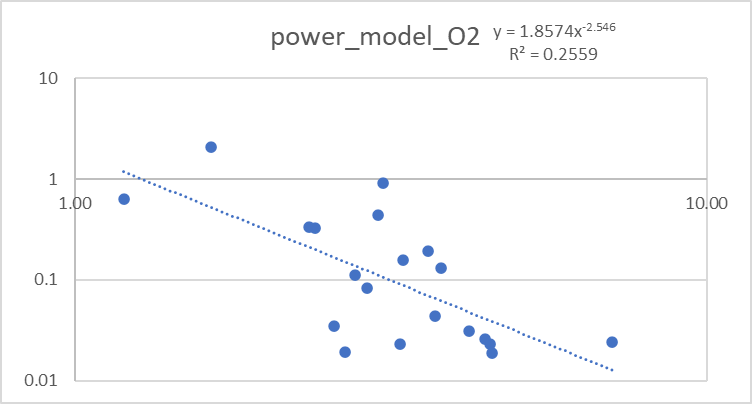 power_model_O2
y = 1.8574x⁻²·⁵⁴⁶
R² = 0.2559
10
1
1.00 10.00
0.1
0.01